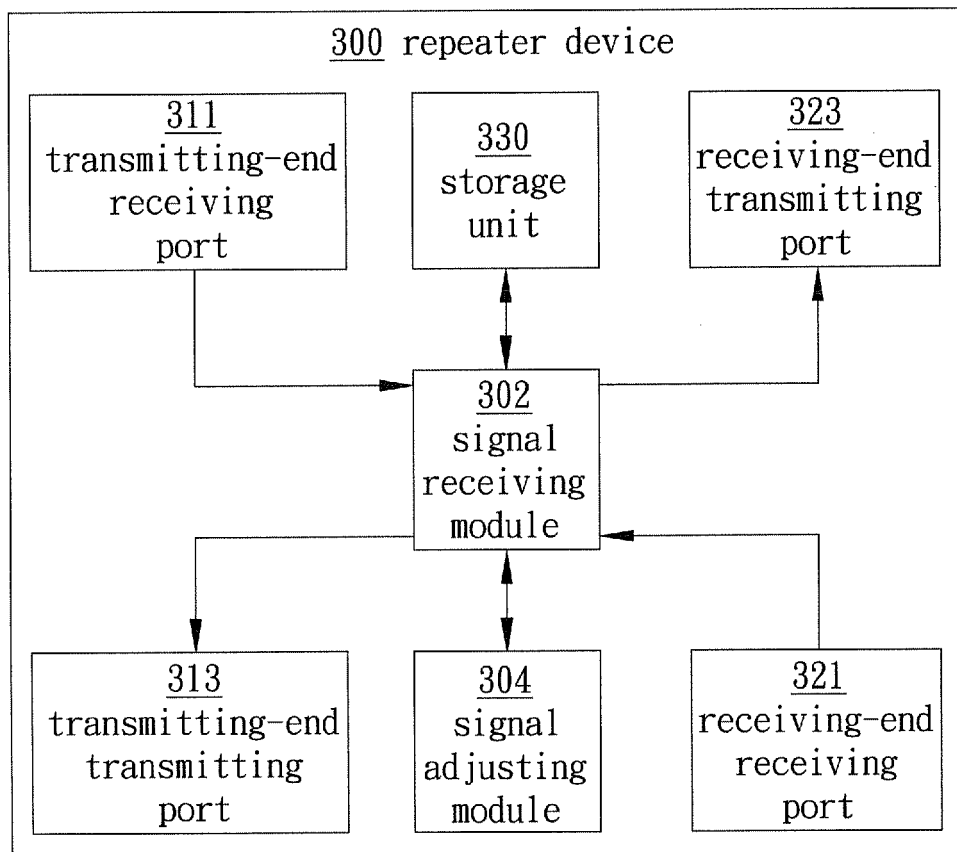 300 repeater device
311
transmitting-end
receiving
port
330
storage
unit
323
receiving-end
transmitting
port
302
signal
receiving
module
313
transmitting-end
transmitting
port
304
signal
adjusting
module
321
receiving-end
receiving
port